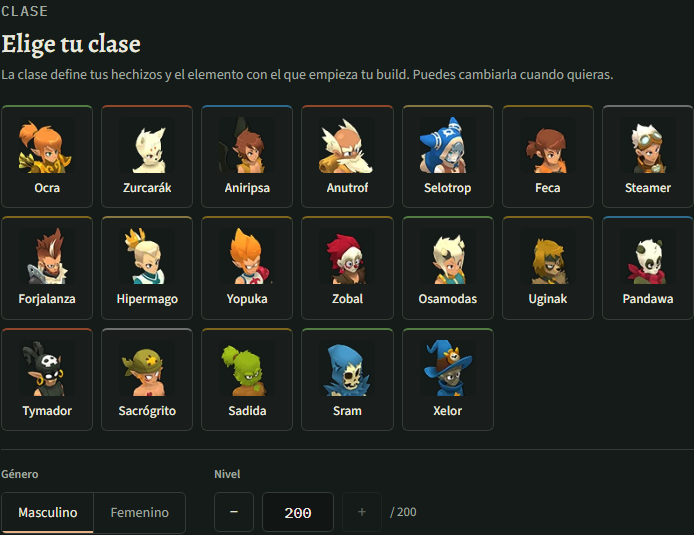 CLASE
Elige tu clase
La clase define tus hechizos y el elemento con el que empieza tu build. Puedes cambiarla cuando quieras.
Ocra Zurcarák Aniripsa Anutrof Selotrop Feca Steamer
Forjalanza Hipermago Yopuka Zobal Osamodas Uginak Pandawa
Tymador Sacrógrito Sadida Sram Xelor
Género Nivel
Masculino Femenino − 200 + / 200